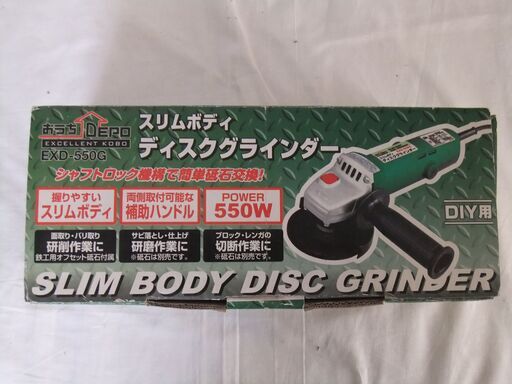 おうちDEPO
EXCELLENT KOBO
EXD-550G
スリムボディ
ディスクグラインダー
シャフトロック機構で簡単砥石交換!
握りやすい
スリムボディ
両側取付可能な
補助ハンドル
POWER
550W
面取り・バリ取り
研削作業に
鉄工用オフセット砥石付属
サビ落とし・仕上げ
研磨作業に
※砥石は別売です。
ブロック・レンガの
切断作業に
※砥石は別売です。
DIY用
SLIM BODY DISC GRINDER